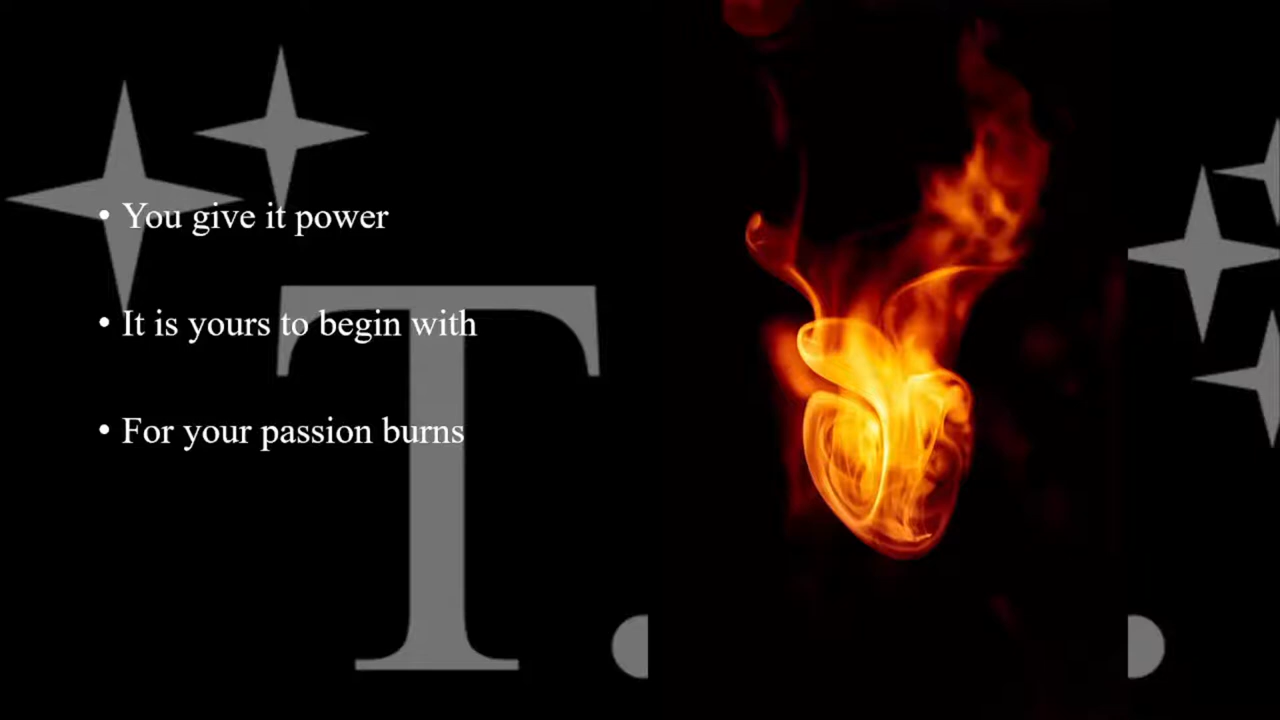 • You give it power
• It is yours to begin with
• For your passion burns
T.